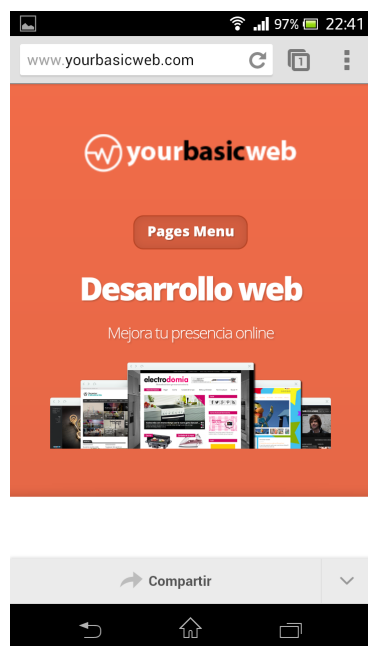 97% 22:41
www.yourbasicweb.com
1
yourbasicweb
Pages Menu
Desarrollo web
Mejora tu presencia online
electrodomia
Compartir